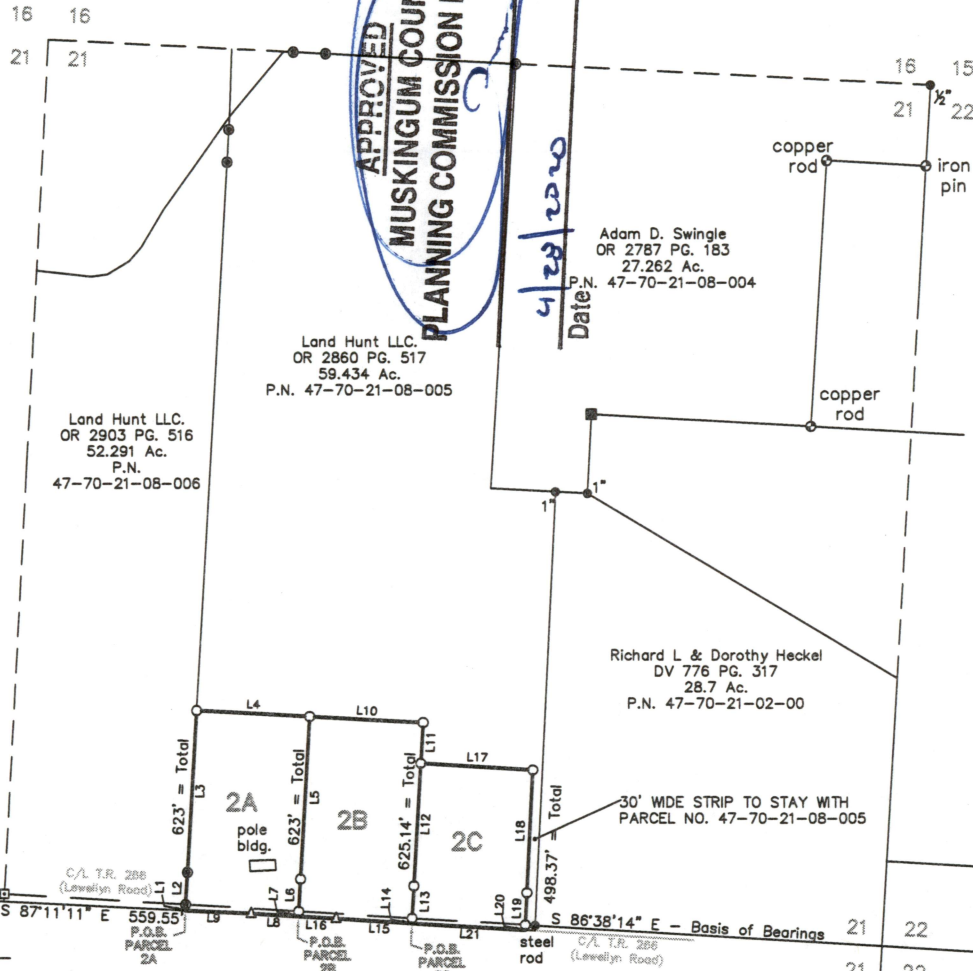 16 16
21 21
APPROVED
MUSKINGUM COUN
PLANNING COMMISSION
4/28/2020
Date
16 15
21 22
1/2"
copper
rod
iron
pin
Adam D. Swingle
OR 2787 PG. 183
27.262 Ac.
P.N. 47-70-21-08-004
Land Hunt LLC.
OR 2860 PG. 517
59.434 Ac.
P.N. 47-70-21-08-005
Land Hunt LLC.
OR 2903 PG. 516
52.291 Ac.
P.N.
47-70-21-08-006
copper
rod
1"
1"
Richard L & Dorothy Heckel
DV 776 PG. 317
28.7 Ac.
P.N. 47-70-21-02-00
L4
L10
L11
L17
623' = Total
L3
2A
pole
bldg.
623' = Total
L5
2B
625.14' = Total
L12
2C
L18
498.37' = Total
30' WIDE STRIP TO STAY WITH
PARCEL NO. 47-70-21-08-005
C/L T.R. 286
(Lewellyn Road)
L1
L2
L7
L6
L14
L13
L20
L19
S 87°11'11" E
559.55'
L9
L8
L16
L15
L21
S 86°38'14" E - Basis of Bearings
21 22
P.O.B.
PARCEL
2A
P.O.B.
PARCEL
2B
P.O.B.
PARCEL
steel
rod
C/L T.R. 286
(Lewellyn Road)
21 22